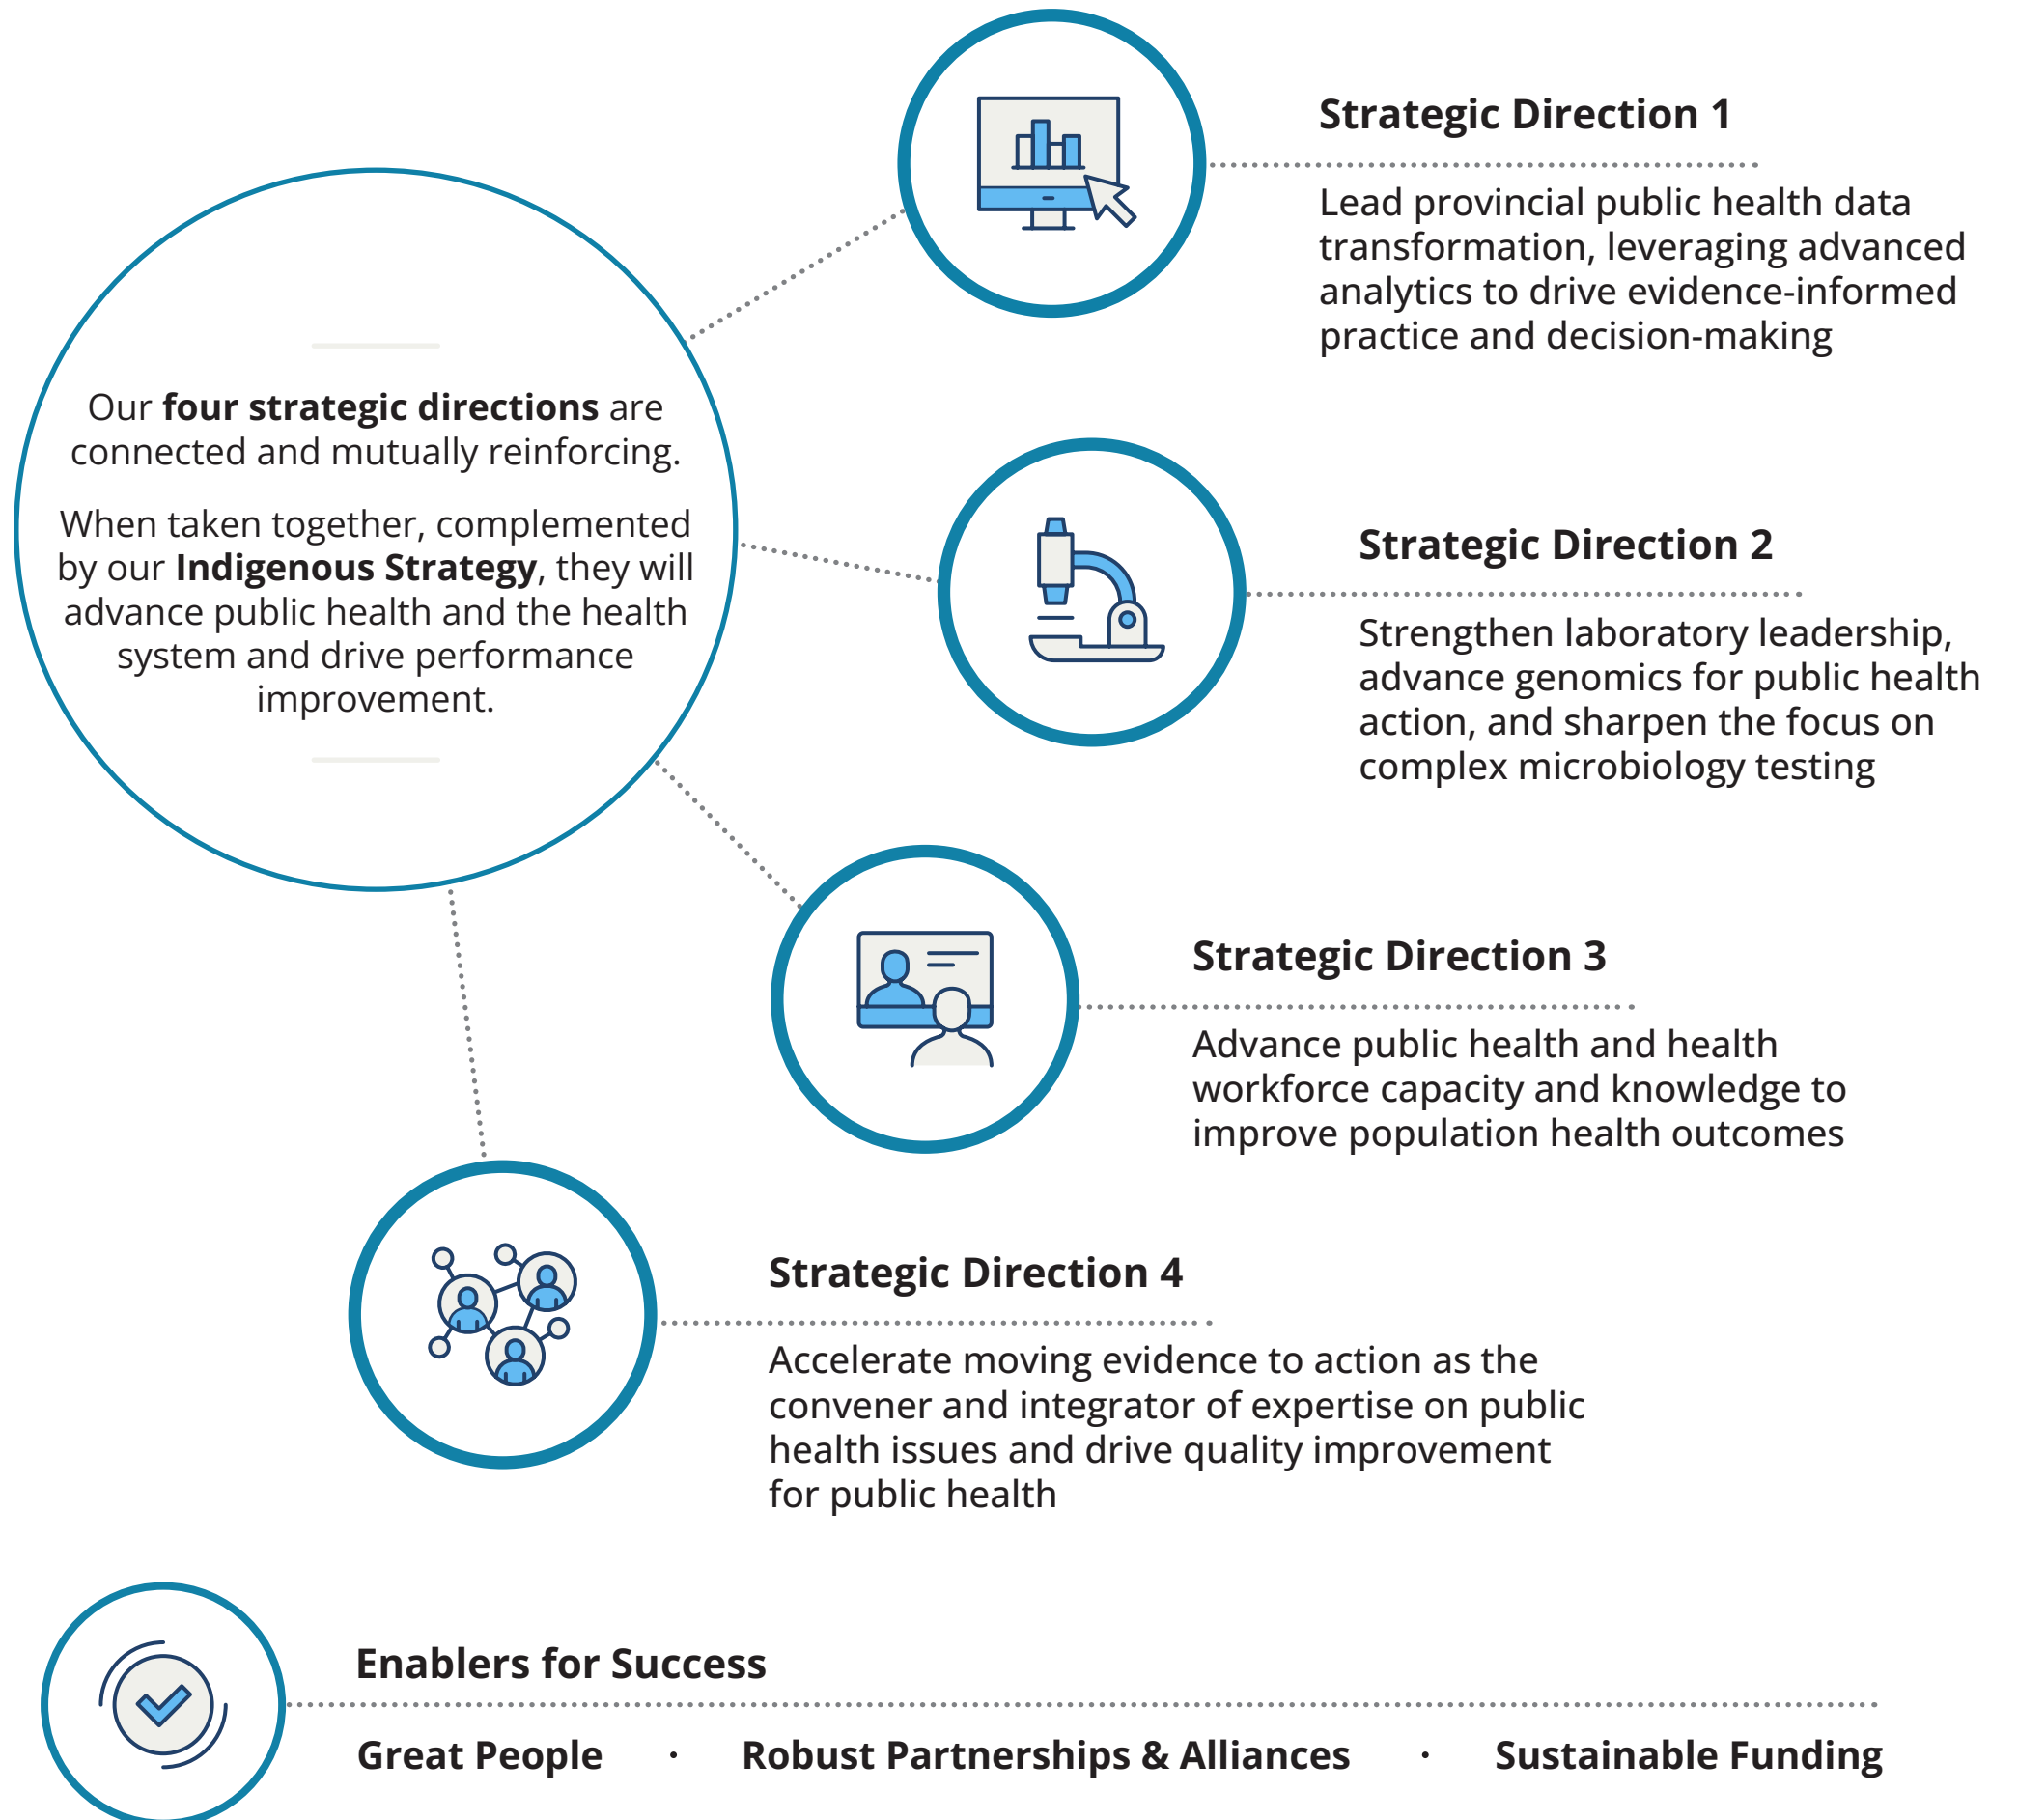 Our four strategic directions are
connected and mutually reinforcing.
When taken together, complemented
by our Indigenous Strategy, they will
advance public health and the health
system and drive performance
improvement.
Strategic Direction 1
Lead provincial public health data
transformation, leveraging advanced
analytics to drive evidence-informed
practice and decision-making
Strategic Direction 2
Strengthen laboratory leadership,
advance genomics for public health
action, and sharpen the focus on
complex microbiology testing
Strategic Direction 3
Advance public health and health
workforce capacity and knowledge to
improve population health outcomes
Strategic Direction 4
Accelerate moving evidence to action as the
convener and integrator of expertise on public
health issues and drive quality improvement
for public health
Enablers for Success
Great People · Robust Partnerships & Alliances · Sustainable Funding